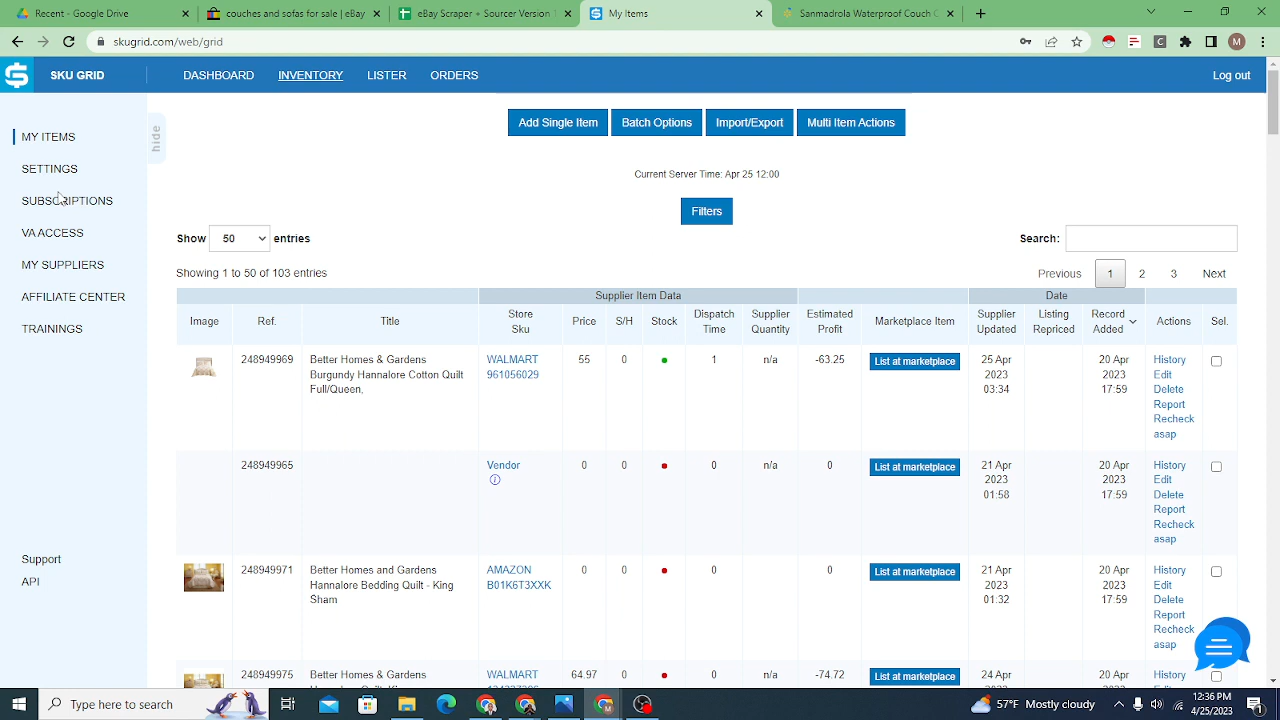 Recent - Google Drive
couches and sofas for sale | eBay
eBay Scraper + Sourcer Version 1
My Items
Sanmadrola Waterproof Couch C
skugrid.com/web/grid
SKU GRID
DASHBOARD
INVENTORY
LISTER
ORDERS
Log out
hide
MY ITEMS
SETTINGS
SUBSCRIPTIONS
VA ACCESS
MY SUPPLIERS
AFFILIATE CENTER
TRAININGS
Support
API
Add Single Item
Batch Options
Import/Export
Multi Item Actions
Current Server Time: Apr 25 12:00
Filters
Show 50 entries
Search:
Showing 1 to 50 of 103 entries
Previous 1 2 3 Next
Supplier Item Data
Date
Image
Ref.
Title
Store
Sku
Price
S/H
Stock
Dispatch
Time
Supplier
Quantity
Estimated
Profit
Marketplace Item
Supplier
Updated
Listing
Repriced
Record
Added
Actions
Sel.
248949969
Better Homes & Gardens
Burgundy Hannalore Cotton Quilt
Full/Queen,
WALMART
961056029
55
0
1
n/a
-63.25
List at marketplace
25 Apr
2023
03:34
20 Apr
2023
17:59
History
Edit
Delete
Report
Recheck
asap
248949965
Vendor
0
0
0
n/a
0
List at marketplace
21 Apr
2023
01:58
20 Apr
2023
17:59
History
Edit
Delete
Report
Recheck
asap
248949971
Better Homes and Gardens
Hannalore Bedding Quilt - King
Sham
AMAZON
B01K6T3XXK
0
0
0
0
List at marketplace
21 Apr
2023
01:32
20 Apr
2023
17:59
History
Edit
Delete
Report
Recheck
asap
248949975
Better Homes & Gardens
WALMART
64.97
0
0
n/a
-74.72
List at marketplace
24 Apr
20 Apr
History
Type here to search
57°F Mostly cloudy
12:36 PM
4/25/2023